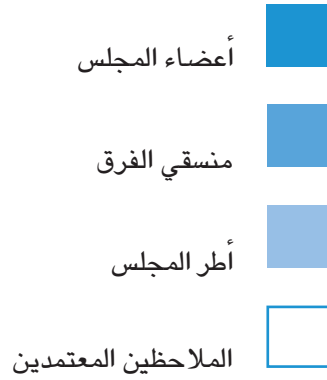 أعضاء المجلس
منسقي الفرق
أطر المجلس
الملاحظين المعتمدين